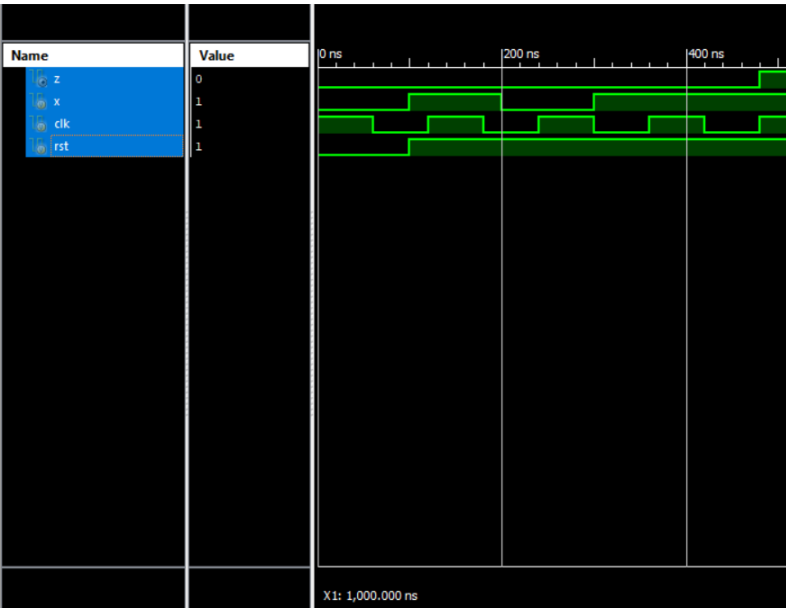 Name Value 0 ns 200 ns 400 ns
z 0
x 1
clk 1
rst 1
X1: 1,000.000 ns